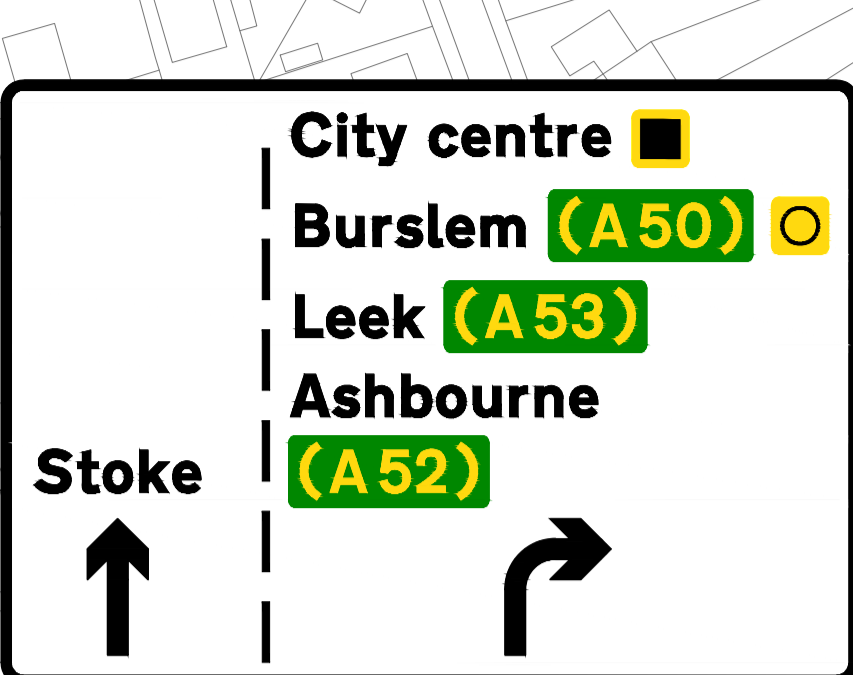 City centre
Burslem (A50)
Leek (A53)
Ashbourne
(A52)
Stoke